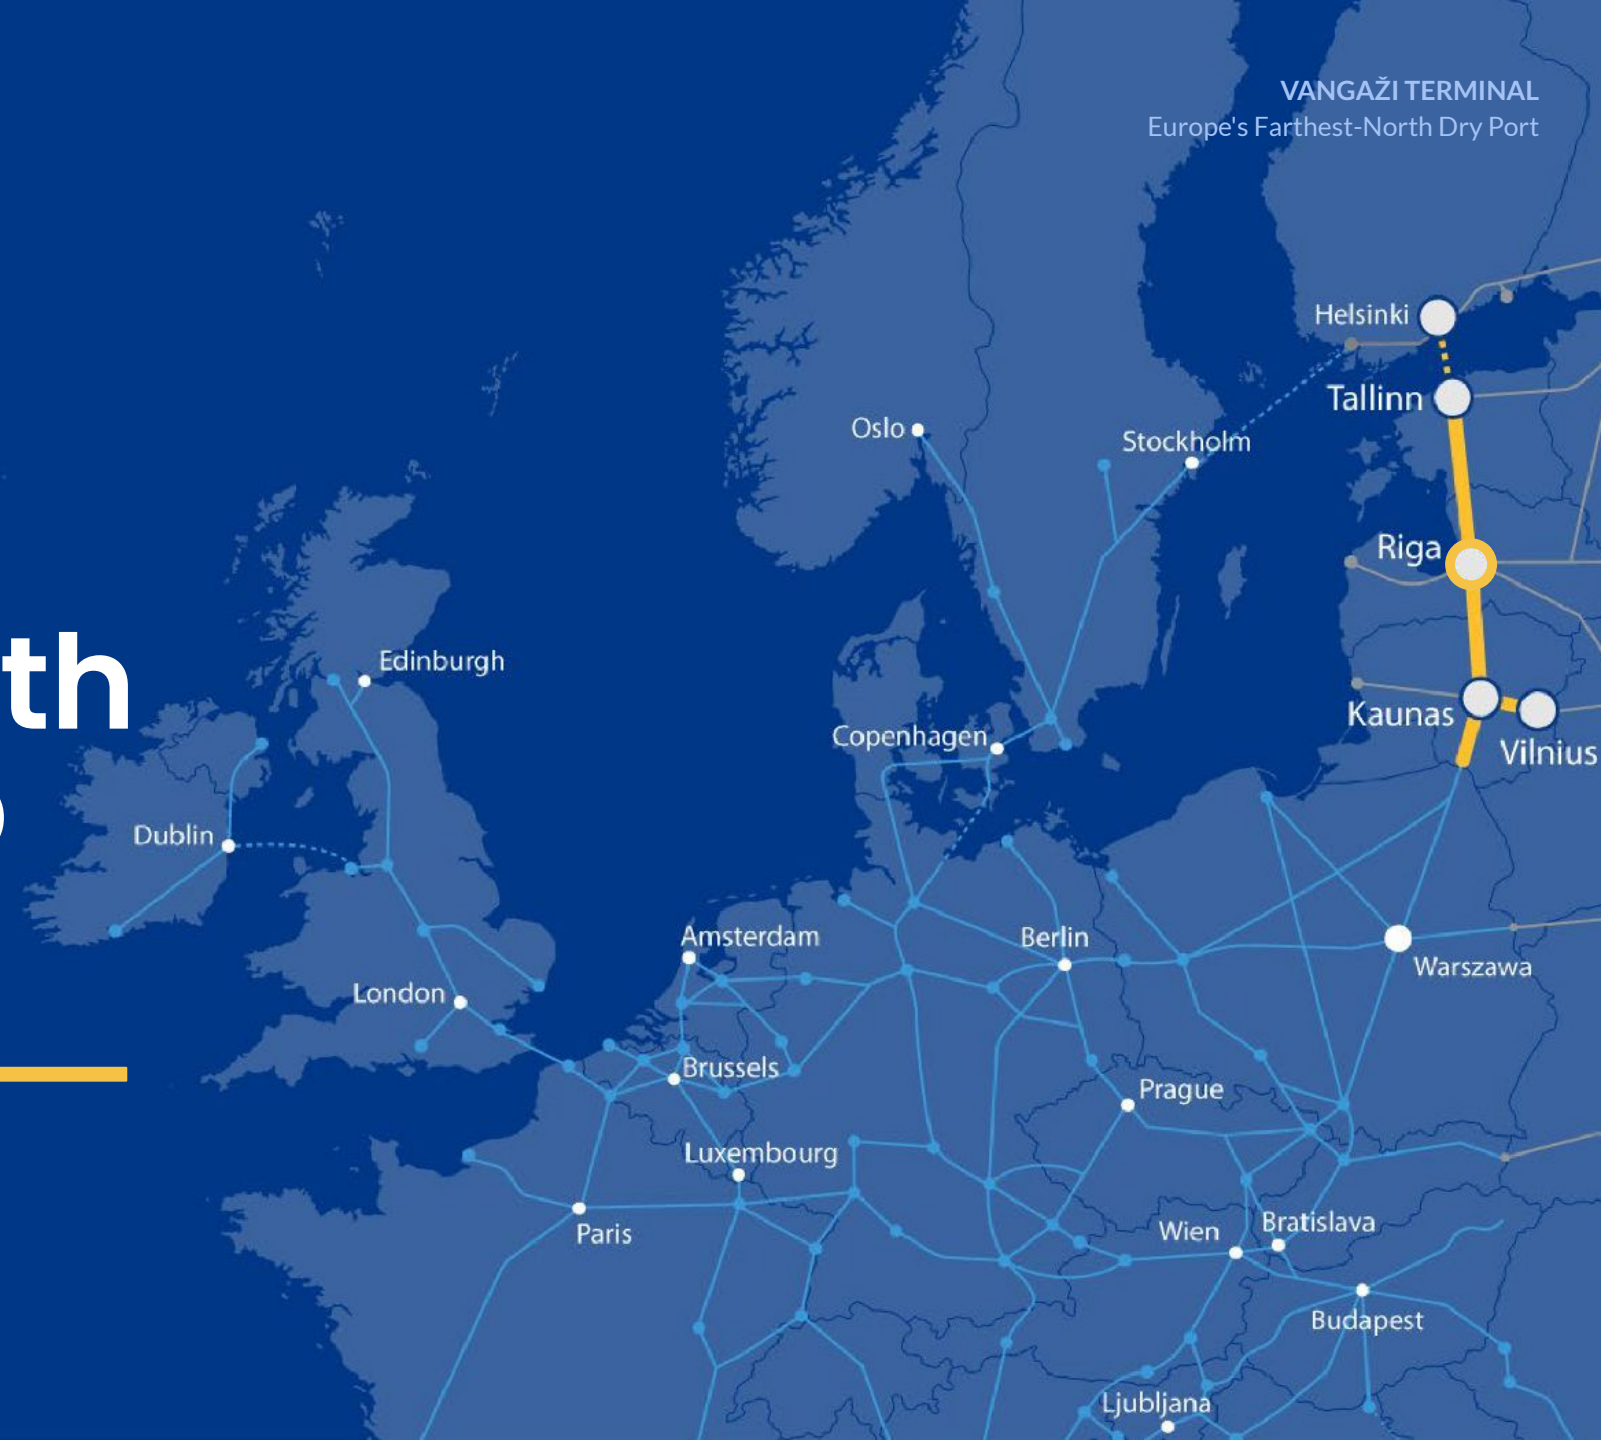 VANGAŽI TERMINAL
Europe's Farthest-North Dry Port
Helsinki
Tallinn
Oslo
Stockholm
Riga
th
Edinburgh
Kaunas
Copenhagen
Vilnius
Dublin
Amsterdam
Berlin
Warszawa
London
Brussels
Prague
Luxembourg
Paris
Wien
Bratislava
Budapest
Ljubljana